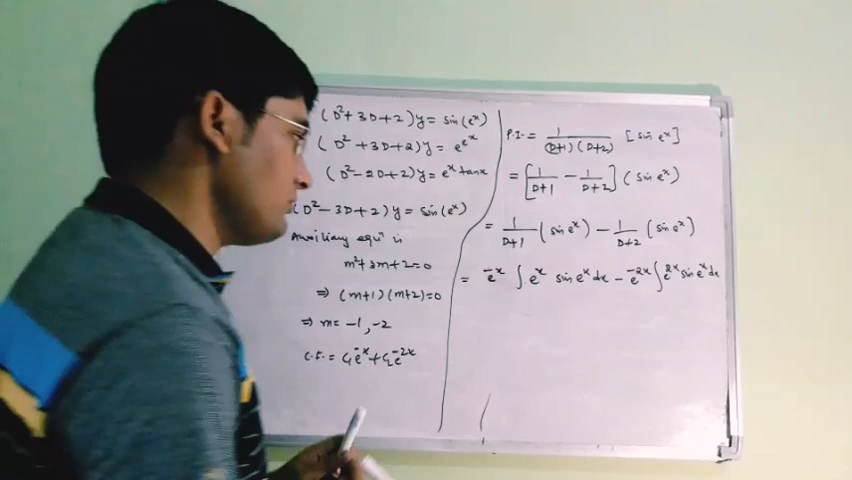 (D²+3D+2)y = sin(eˣ)
(D²+3D+2)y = e^eˣ
(D²-2D+2)y = eˣ tanx
(D²-3D+2)y = sin(eˣ)
Auxiliary equⁿ is
m²+3m+2=0
⇒ (m+1)(m+2)=0
⇒ m = -1, -2
C.F. = C₁e⁻ˣ+C₂e⁻²ˣ
P.I. = 1/((D+1)(D+2)) [sin eˣ]
= [1/(D+1) - 1/(D+2)] (sin eˣ)
= 1/(D+1) (sin eˣ) - 1/(D+2) (sin eˣ)
= e⁻ˣ ∫ eˣ sin eˣ dx - e⁻²ˣ ∫ e²ˣ sin eˣ dx